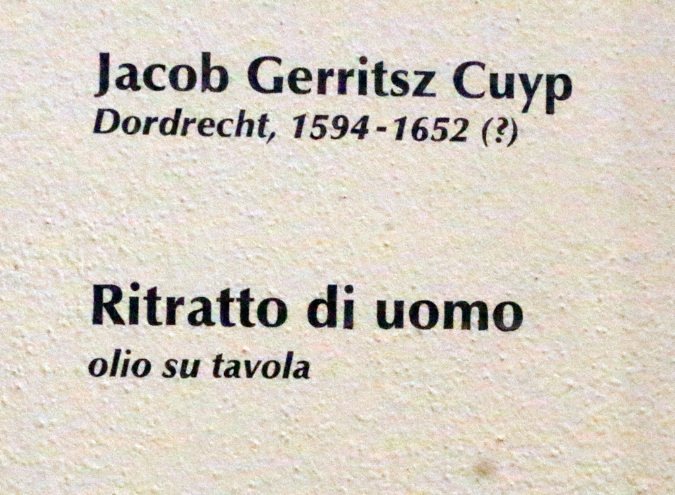 Jacob Gerritsz Cuyp
Dordrecht, 1594-1652 (?)
Ritratto di uomo
olio su tavola